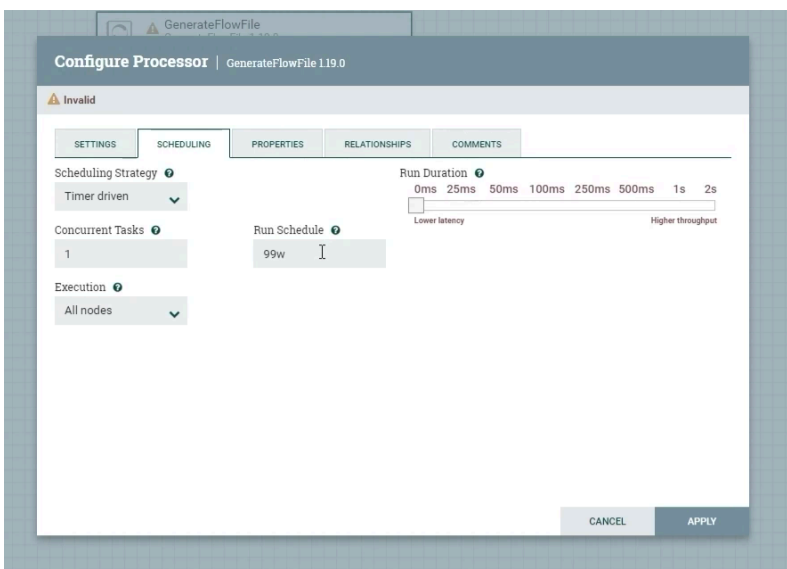 GenerateFlowFile
Configure Processor | GenerateFlowFile 1.19.0
Invalid
SETTINGS SCHEDULING PROPERTIES RELATIONSHIPS COMMENTS
Scheduling Strategy Run Duration
Timer driven 0ms 25ms 50ms 100ms 250ms 500ms 1s 2s
Lower latency Higher throughput
Concurrent Tasks Run Schedule
1 99w
Execution
All nodes
CANCEL APPLY